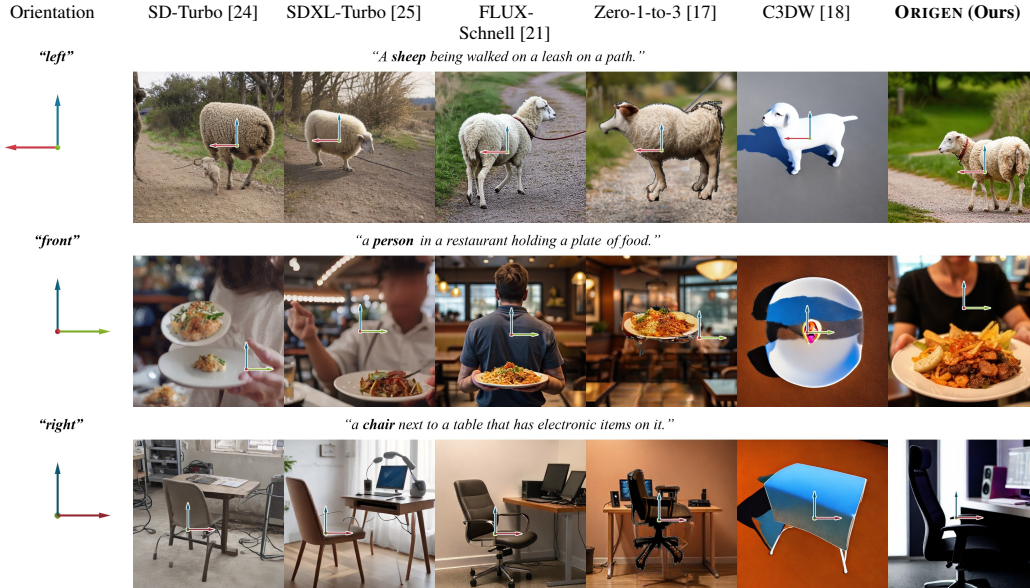 Orientation SD-Turbo [24] SDXL-Turbo [25] FLUX-Schnell [21] Zero-1-to-3 [17] C3DW [18] ORIGEN (Ours)
“left” “A sheep being walked on a leash on a path.”
“front” “a person in a restaurant holding a plate of food.”
“right” “a chair next to a table that has electronic items on it.”